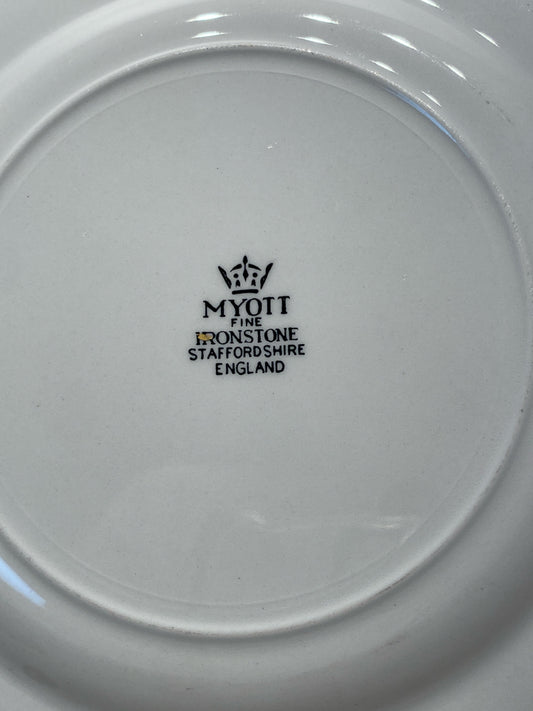 MYOTT
FINE
IRONSTONE
STAFFORDSHIRE
ENGLAND